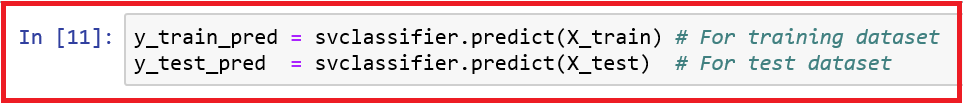 In [11]: y_train_pred = svclassifier.predict(X_train) # For training dataset
y_test_pred  = svclassifier.predict(X_test)  # For test dataset